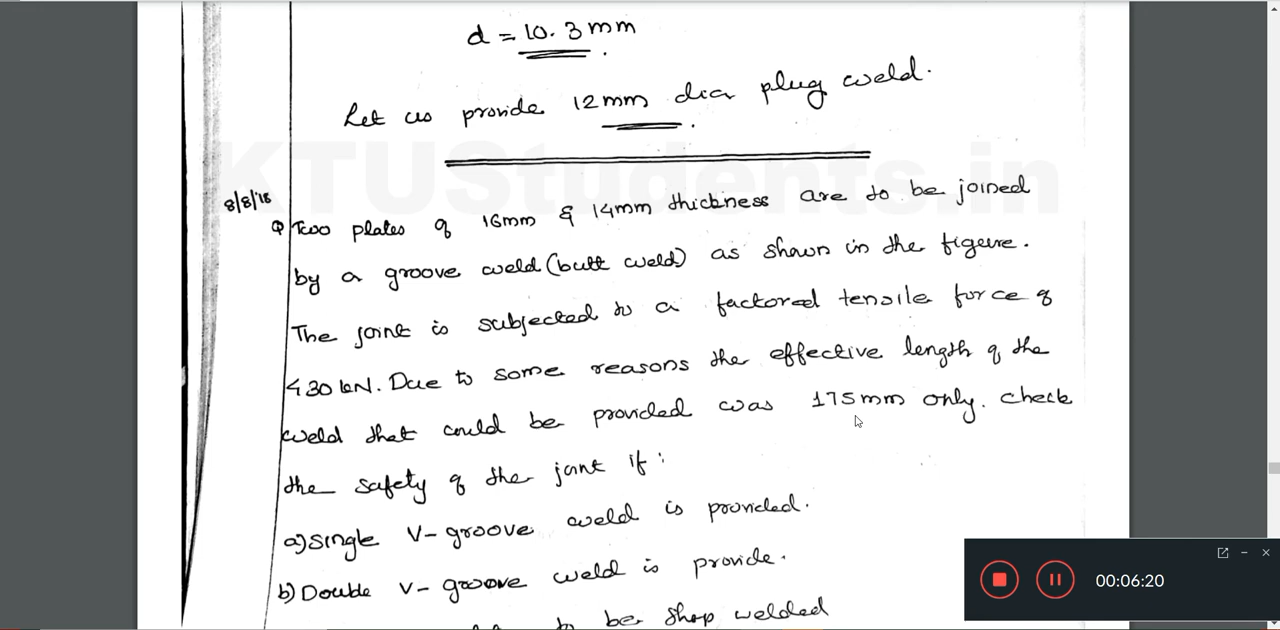 d = 10.3mm
Let us provide 12mm dia plug weld.
KTUStudents.in
8/8/18
Q Two plates of 16mm & 14mm thickness are to be joined
by a groove weld (butt weld) as shown in the figure.
The joint is subjected to a factored tensile force of
430 kN. Due to some reasons the effective length of the
weld that could be provided was 175mm only. Check
the safety of the joint if:
a) Single V-groove weld is provided.
b) Double V-groove weld is provide.
to be shop welded
00:06:20